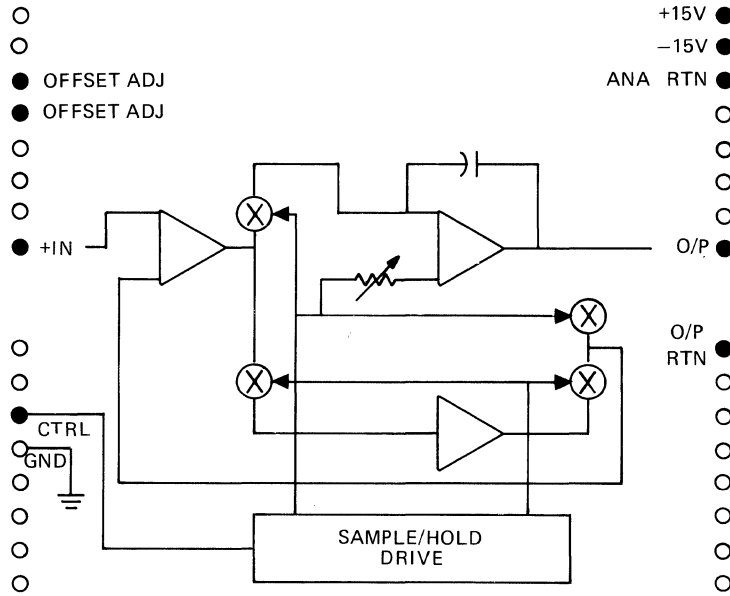 +15V
−15V
OFFSET ADJ
ANA RTN
OFFSET ADJ
X
+IN
O/P
X
O/P
RTN
X
X
CTRL
GND
SAMPLE/HOLD
DRIVE